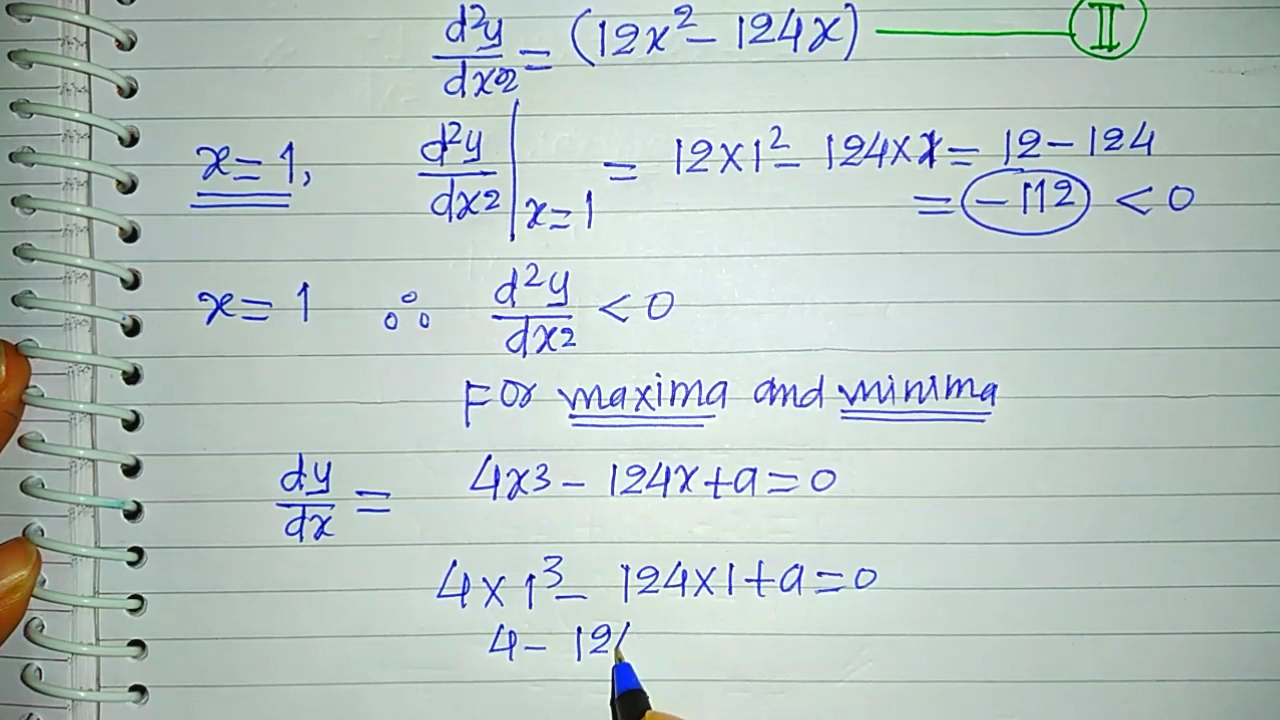 d²y/dx² = (12x² - 124x) — II
x = 1, d²y/dx² | x=1 = 12×1² - 124×1 = 12 - 124
= -112 < 0
x = 1 ∴ d²y/dx² < 0
For maxima and minima
dy/dx = 4x³ - 124x + a = 0
4×1³ - 124×1 + a = 0
4 - 12